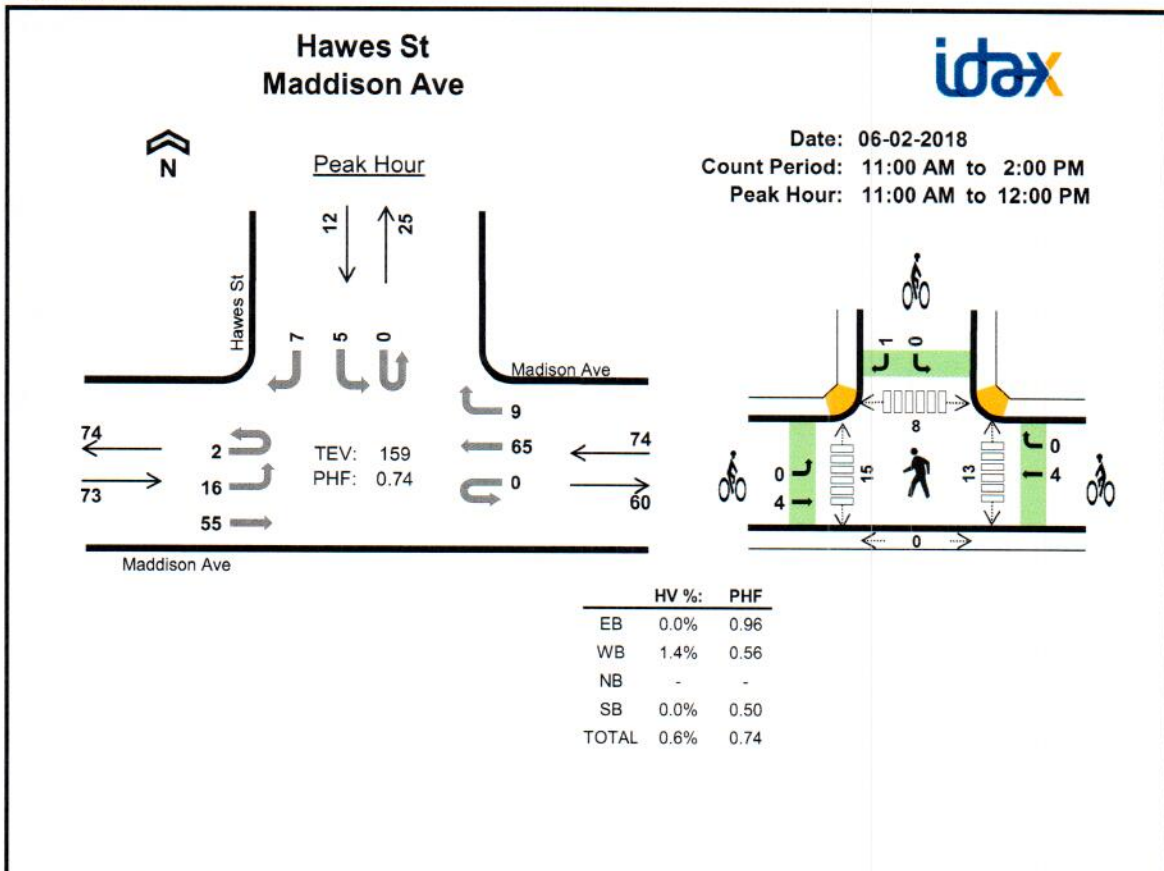 Hawes St
Maddison Ave
idax
N
Peak Hour
Date: 06-02-2018
Count Period: 11:00 AM to 2:00 PM
Peak Hour: 11:00 AM to 12:00 PM
12
25
Hawes St
7
5
0
Madison Ave
9
74
2
TEV: 159
65
74
73
16
PHF: 0.74
0
60
55
Maddison Ave
1
0
8
0
4
15
13
0
4
0
HV %: PHF
EB 0.0% 0.96
WB 1.4% 0.56
NB - -
SB 0.0% 0.50
TOTAL 0.6% 0.74